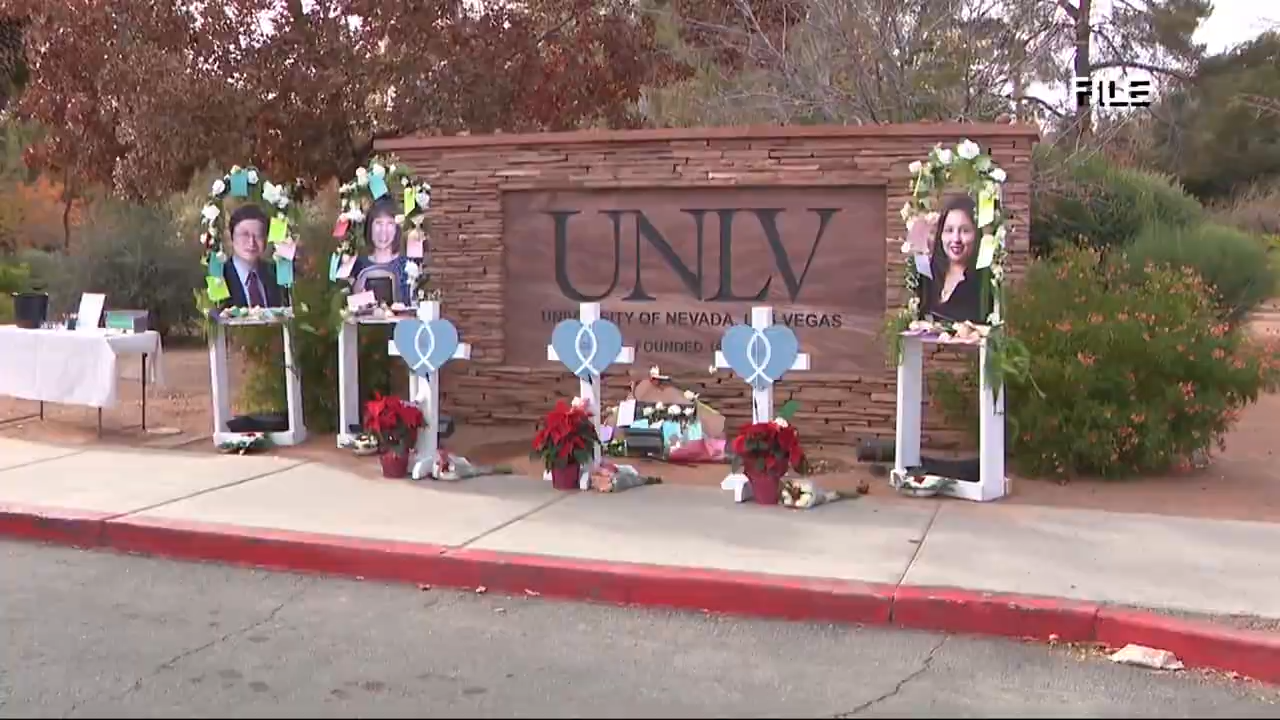 FILE
UNLV
UNIVERSITY OF NEVADA, LAS VEGAS
FOUNDED